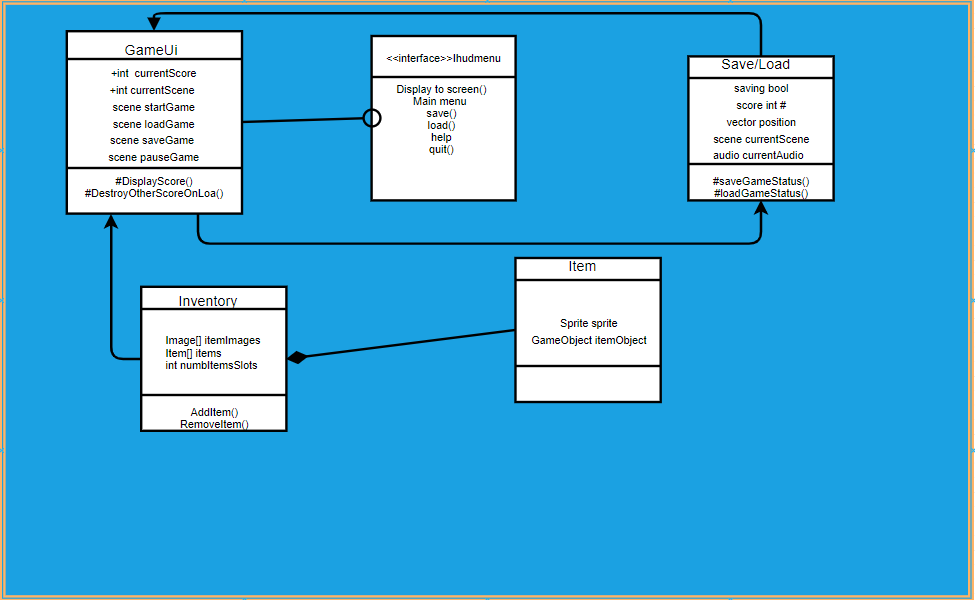 GameUi
+int currentScore
+int currentScene
scene startGame
scene loadGame
scene saveGame
scene pauseGame
#DisplayScore()
#DestroyOtherScoreOnLoa()
<<interface>>Ihudmenu
Display to screen()
Main menu
save()
load()
help
quit()
Save/Load
saving bool
score int #
vector position
scene currentScene
audio currentAudio
#saveGameStatus()
#loadGameStatus()
Inventory
Image[] itemImages
Item[] items
int numbItemsSlots
AddItem()
RemoveItem()
Item
Sprite sprite
GameObject itemObject